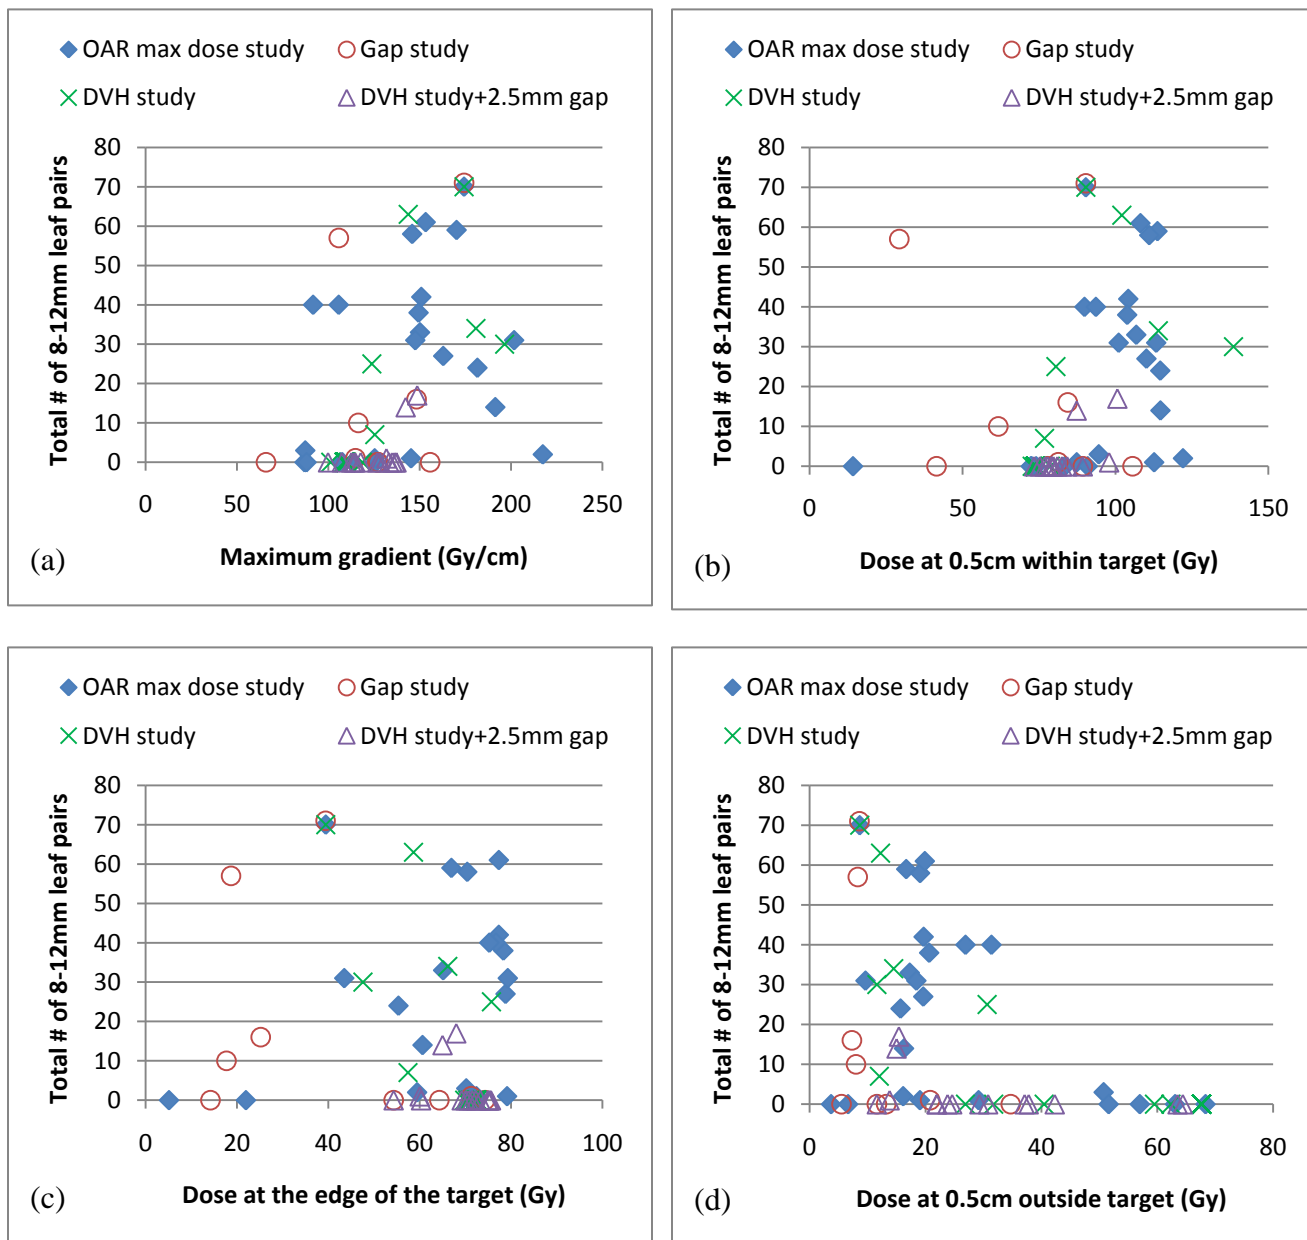 OAR max dose study Gap study
DVH study DVH study+2.5mm gap
Total # of 8-12mm leaf pairs
80
70
60
50
40
30
20
10
0
0 50 100 150 200 250
Maximum gradient (Gy/cm)
(a)
OAR max dose study Gap study
DVH study DVH study+2.5mm gap
Total # of 8-12mm leaf pairs
80
70
60
50
40
30
20
10
0
0 50 100 150
Dose at 0.5cm within target (Gy)
(b)
OAR max dose study Gap study
DVH study DVH study+2.5mm gap
Total # of 8-12mm leaf pairs
80
70
60
50
40
30
20
10
0
0 20 40 60 80 100
Dose at the edge of the target (Gy)
(c)
OAR max dose study Gap study
DVH study DVH study+2.5mm gap
Total # of 8-12mm leaf pairs
80
70
60
50
40
30
20
10
0
0 20 40 60 80
Dose at 0.5cm outside target (Gy)
(d)